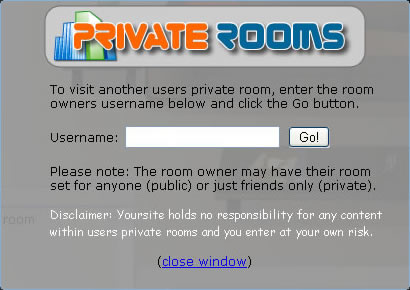 PRIVATE ROOMS
To visit another users private room, enter the room
owners username below and click the Go button.
Username: Go!
Please note: The room owner may have their room
set for anyone (public) or just friends only (private).
room
Disclaimer: Yoursite holds no responsibility for any content
within users private rooms and you enter at your own risk.
(close window)